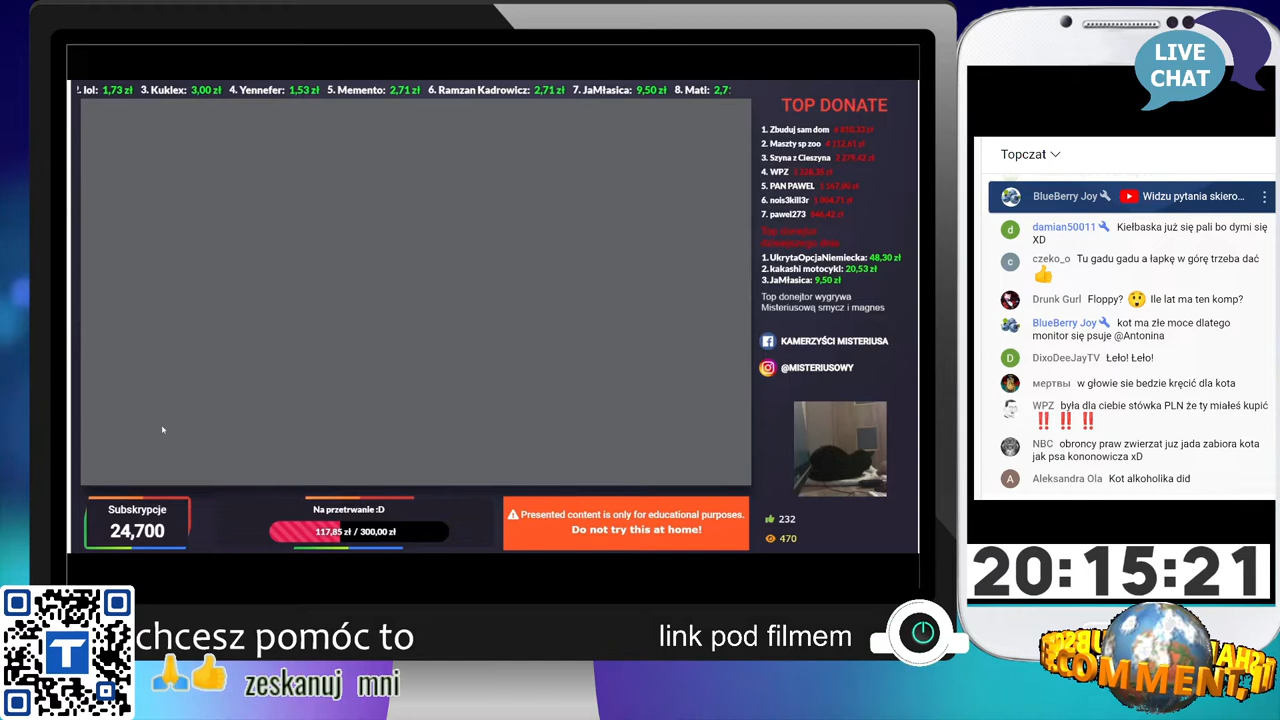 lol: 1,73 zł 3. Kuklex: 3,00 zł 4. Yennefer: 1,53 zł 5. Memento: 2,71 zł 6. Ramzan Kadrowicz: 2,71 zł 7. JaMłasica: 9,50 zł 8. Mati:
TOP DONATE
1. Zbuduj sam dom
2. Maszty sp zoo 4 112,61 zł
3. Szyna z Cieszyna 2 279,42 zł
4. WPZ
5. PAN PAWEL
6. nois3kill3r
7. pawel273
1.UkrytaOpcjaNiemiecka: 48,30 zł
2.kakashi motocykl: 20,53 zł
3.JaMłasica: 9,50 zł
Top donejtor wygrywa
Misteriusową smycz i magnes
KAMERZYŚCI MISTERIUSA
@MISTERIUSOWY
232
470
Subskrypcje
24,700
Na przetrwanie :D
117,85 zł / 300,00 zł
Presented content is only for educational purposes.
Do not try this at home!
LIVE
CHAT
Topczat
BlueBerry Joy Widzu pytania skiero...
damian50011 Kiełbaska już się pali bo dymi się
XD
czeko_o Tu gadu gadu a łapkę w górę trzeba dać
Drunk Gurl Floppy? Ile lat ma ten komp?
BlueBerry Joy kot ma złe moce dlatego
monitor się psuje @Antonina
DixoDeeJayTV Łeło! Łeło!
мертвы w głowie sie bedzie kręcić dla kota
WPZ była dla ciebie stówka PLN że ty miałeś kupić
‼️ ‼️ ‼️
NBC obroncy praw zwierzat juz jada zabiora kota
jak psa kononowicza xD
Aleksandra Ola Kot alkoholika did
20:15:21
chcesz pomóc to
link pod filmem
T
zeskanuj mni
COMMENT,